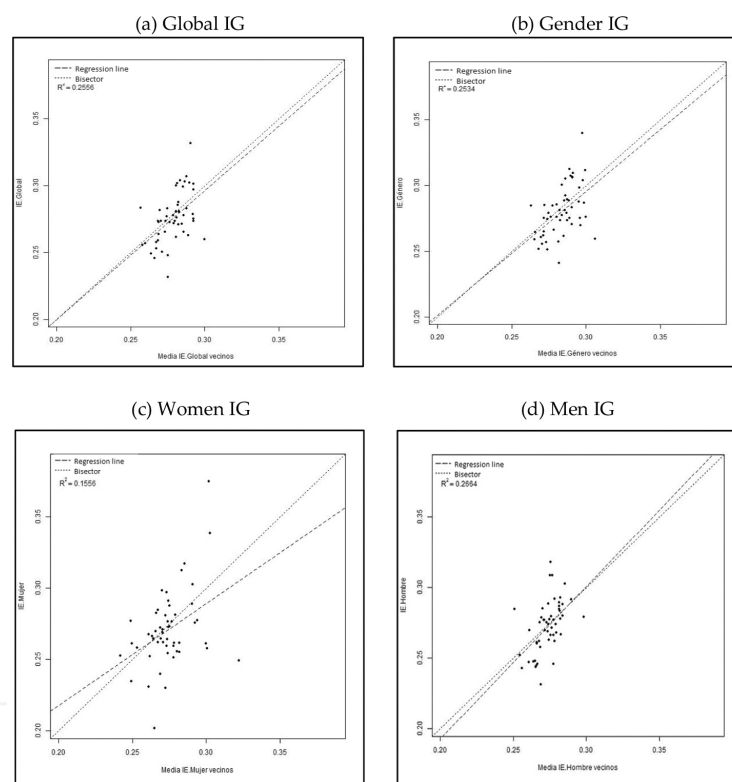 (a) Global IG
Regression line
Bisector
R² = 0.2556
0.35
0.30
0.25
0.20
IE.Global
0.20 0.25 0.30 0.35
Media IE.Global vecinos
(b) Gender IG
Regression line
Bisector
R² = 0.2534
0.35
0.30
0.25
0.20
IE.Género
0.20 0.25 0.30 0.35
Media IE.Género vecinos
(c) Women IG
Regression line
Bisector
R² = 0.1556
0.35
0.30
0.25
0.20
IE.Mujer
0.20 0.25 0.30 0.35
Media IE.Mujer vecinos
(d) Men IG
Regression line
Bisector
R² = 0.2664
0.35
0.30
0.25
0.20
IE.Hombre
0.20 0.25 0.30 0.35
Media IE.Hombre vecinos